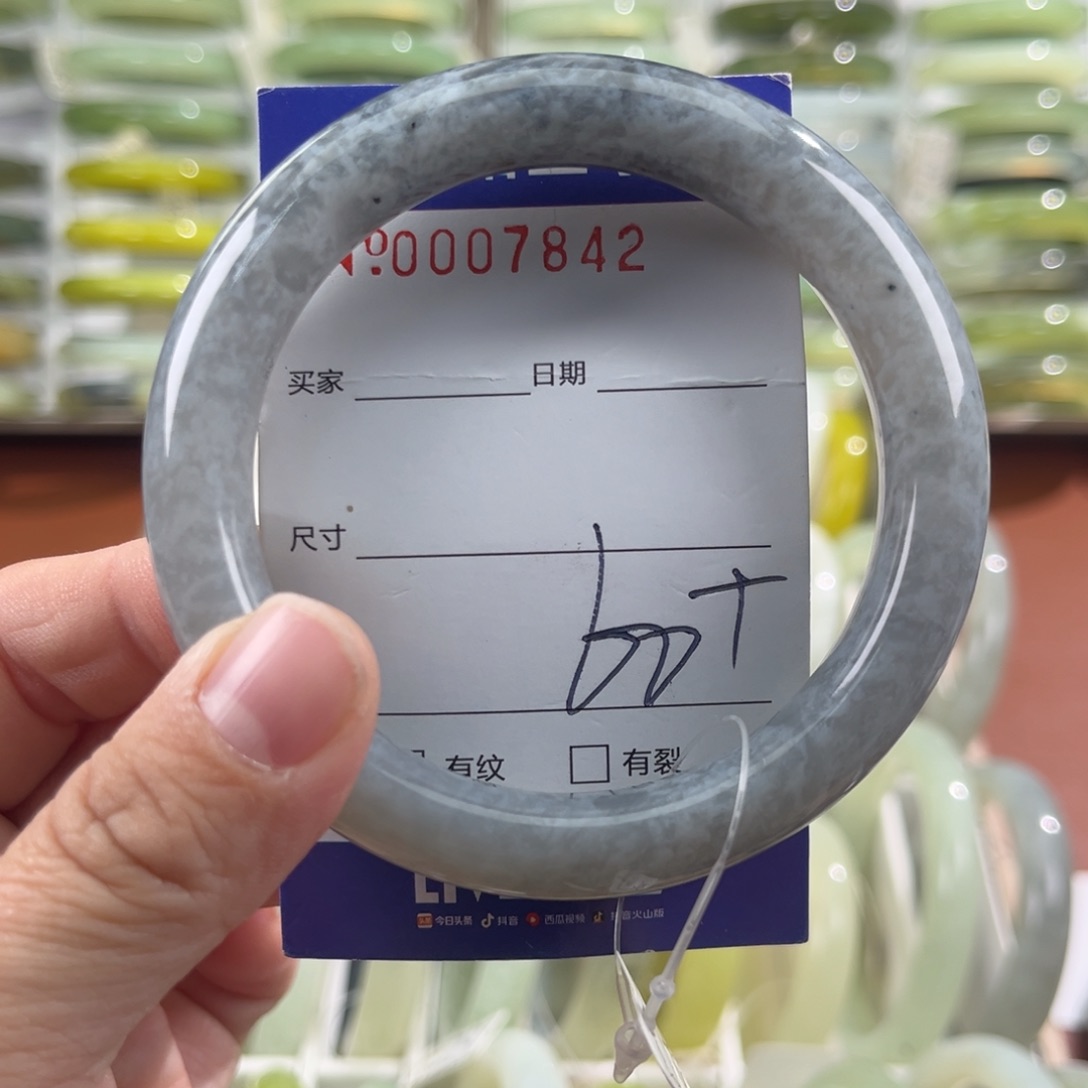 №0007842
买家 日期
尺寸
有纹 有裂
今日头条 抖音 西瓜视频 抖音火山版